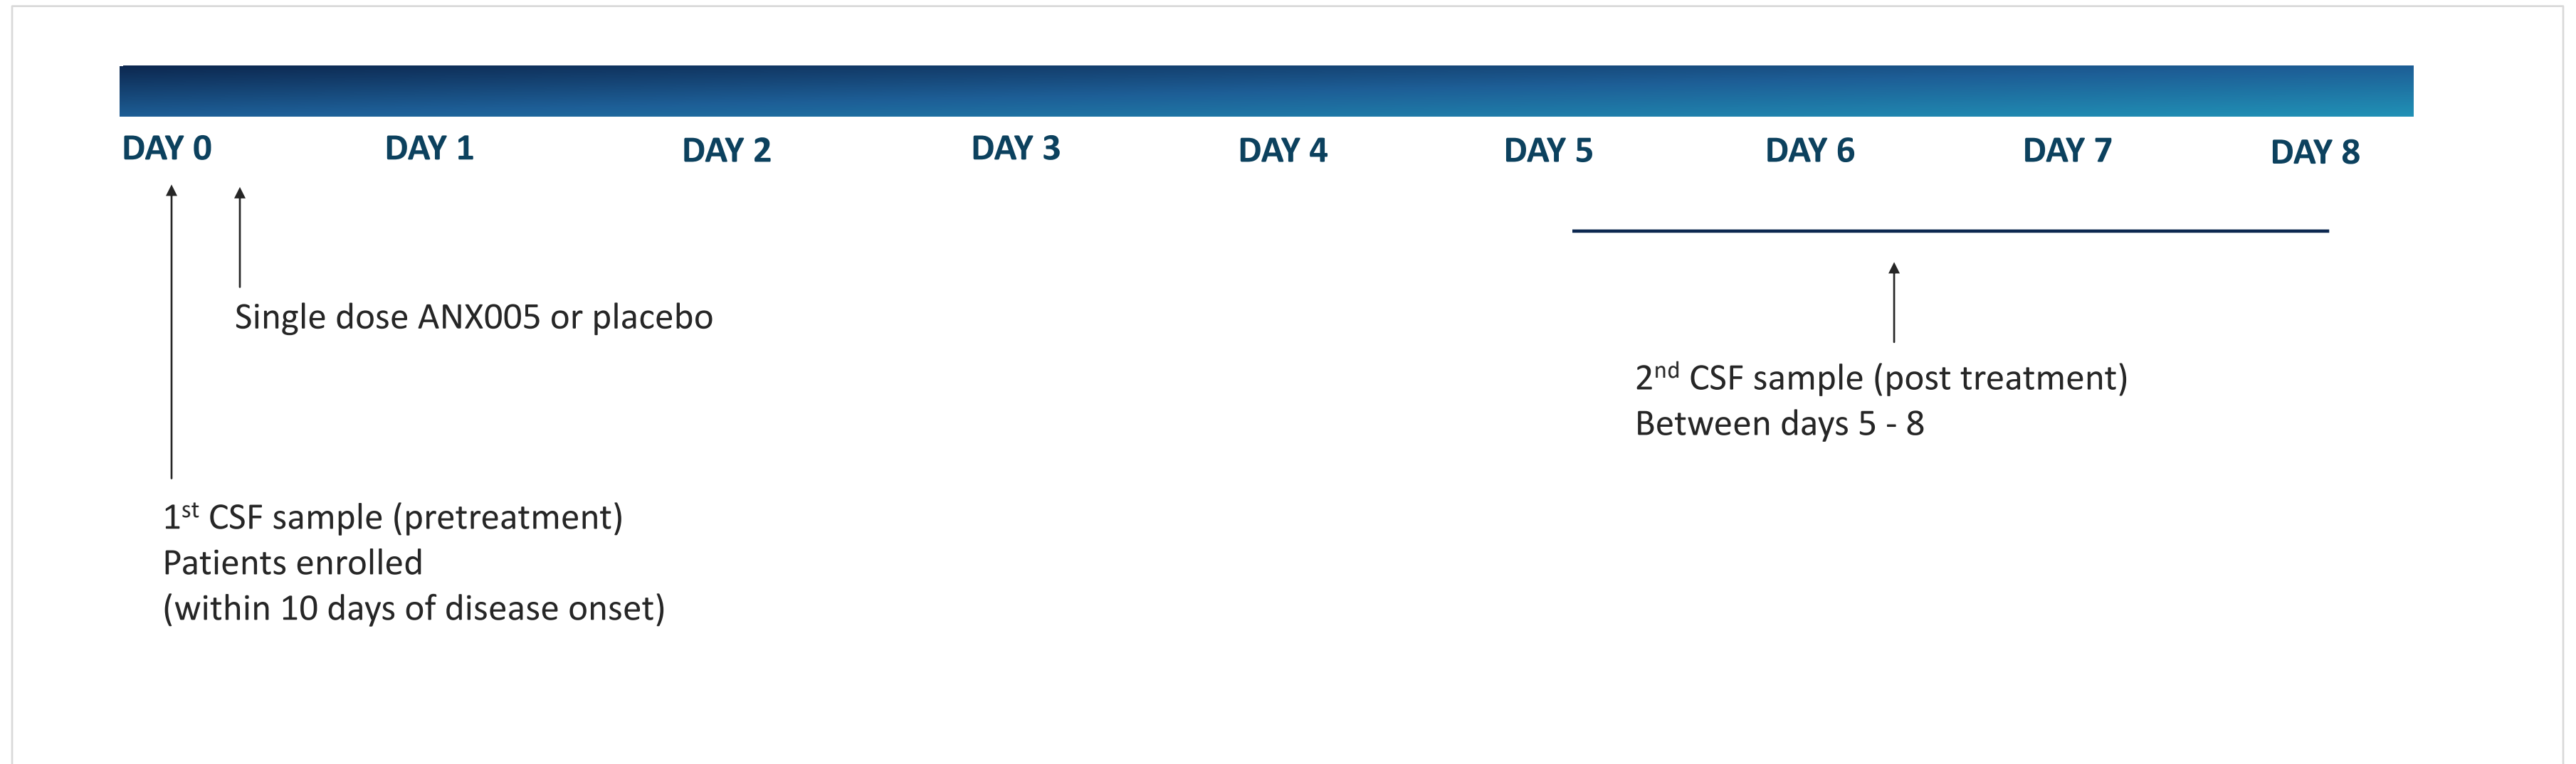 DAY 0 DAY 1 DAY 2 DAY 3 DAY 4 DAY 5 DAY 6 DAY 7 DAY 8
Single dose ANX005 or placebo
2nd CSF sample (post treatment)
Between days 5 - 8
1st CSF sample (pretreatment)
Patients enrolled
(within 10 days of disease onset)